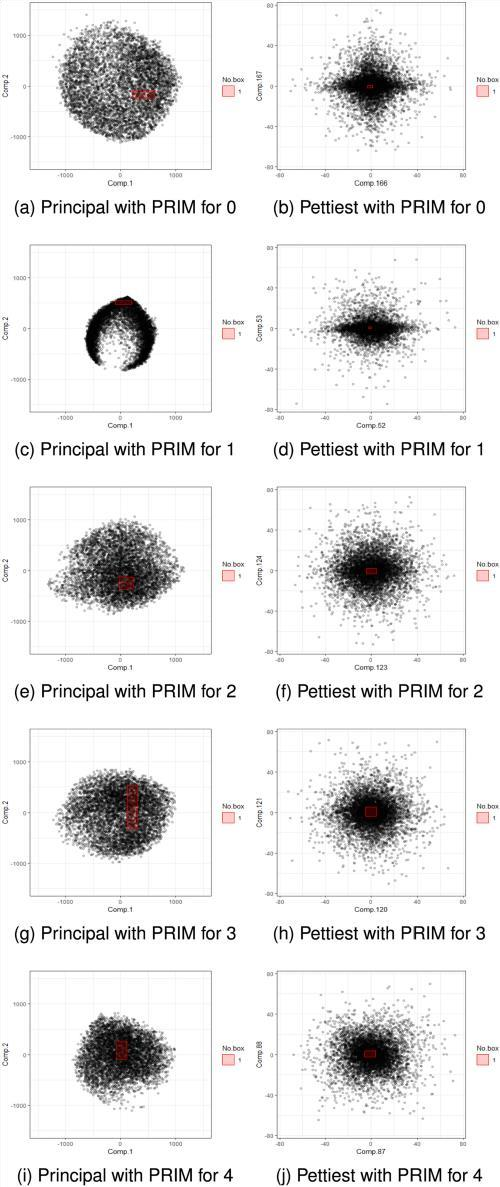 1000
0
-1000
Comp.2
-1000
0
1000
Comp.1
No.box
1
80
40
0
-40
-80
Comp.167
-80
-40
0
40
80
Comp.166
No.box
1
(a) Principal with PRIM for 0
(b) Pettiest with PRIM for 0
1000
0
-1000
Comp.2
-1000
0
1000
Comp.1
No.box
1
80
40
0
-40
-80
Comp.53
-80
-40
0
40
80
Comp.52
No.box
1
(c) Principal with PRIM for 1
(d) Pettiest with PRIM for 1
1000
0
-1000
Comp.2
-1000
0
1000
Comp.1
No.box
1
80
40
0
-40
-80
Comp.124
-80
-40
0
40
80
Comp.123
No.box
1
(e) Principal with PRIM for 2
(f) Pettiest with PRIM for 2
1000
0
-1000
Comp.2
-1000
0
1000
Comp.1
No.box
1
80
40
0
-40
-80
Comp.121
-80
-40
0
40
80
Comp.120
No.box
1
(g) Principal with PRIM for 3
(h) Pettiest with PRIM for 3
1000
0
-1000
Comp.2
-1000
0
1000
Comp.1
No.box
1
80
40
0
-40
-80
Comp.88
-80
-40
0
40
80
Comp.87
No.box
1
(i) Principal with PRIM for 4
(j) Pettiest with PRIM for 4